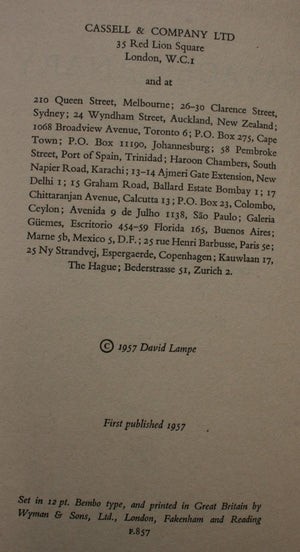 CASSELL & COMPANY LTD
35 Red Lion Square
London, W.C.1
and at
210 Queen Street, Melbourne; 26-30 Clarence Street,
Sydney; 24 Wyndham Street, Auckland, New Zealand;
1068 Broadview Avenue, Toronto 6; P.O. Box 275, Cape
Town; P.O. Box 11190, Johannesburg; 58 Pembroke
Street, Port of Spain, Trinidad; Haroon Chambers, South
Napier Road, Karachi; 13-14 Ajmeri Gate Extension, New
Delhi 1; 15 Graham Road, Ballard Estate Bombay 1; 17
Chittaranjan Avenue, Calcutta 13; P.O. Box 23, Colombo,
Ceylon; Avenida 9 de Julho 1138, São Paulo; Galeria
Güemes, Escritorio 454-59 Florida 165, Buenos Aires;
Marne 5b, Mexico 5, D.F.; 25 rue Henri Barbusse, Paris 5e;
25 Ny Strandvej, Espergaerde, Copenhagen; Kauwlaan 17,
The Hague; Bederstrasse 51, Zurich 2.
© 1957 David Lampe
First published 1957
Set in 12 pt. Bembo type, and printed in Great Britain by
Wyman & Sons, Ltd., London, Fakenham and Reading
F.857